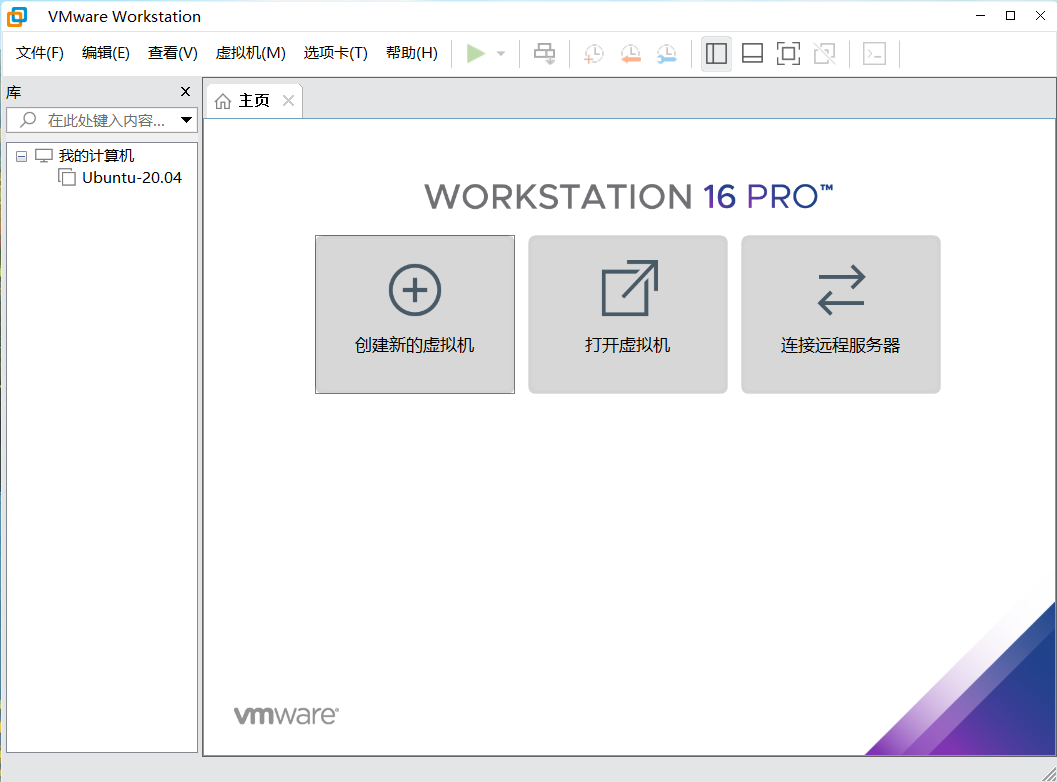 VMware Workstation
文件(F) 编辑(E) 查看(V) 虚拟机(M) 选项卡(T) 帮助(H)
库
主页
在此处键入内容...
我的计算机
Ubuntu-20.04
WORKSTATION 16 PRO™
创建新的虚拟机
打开虚拟机
连接远程服务器
vmware®